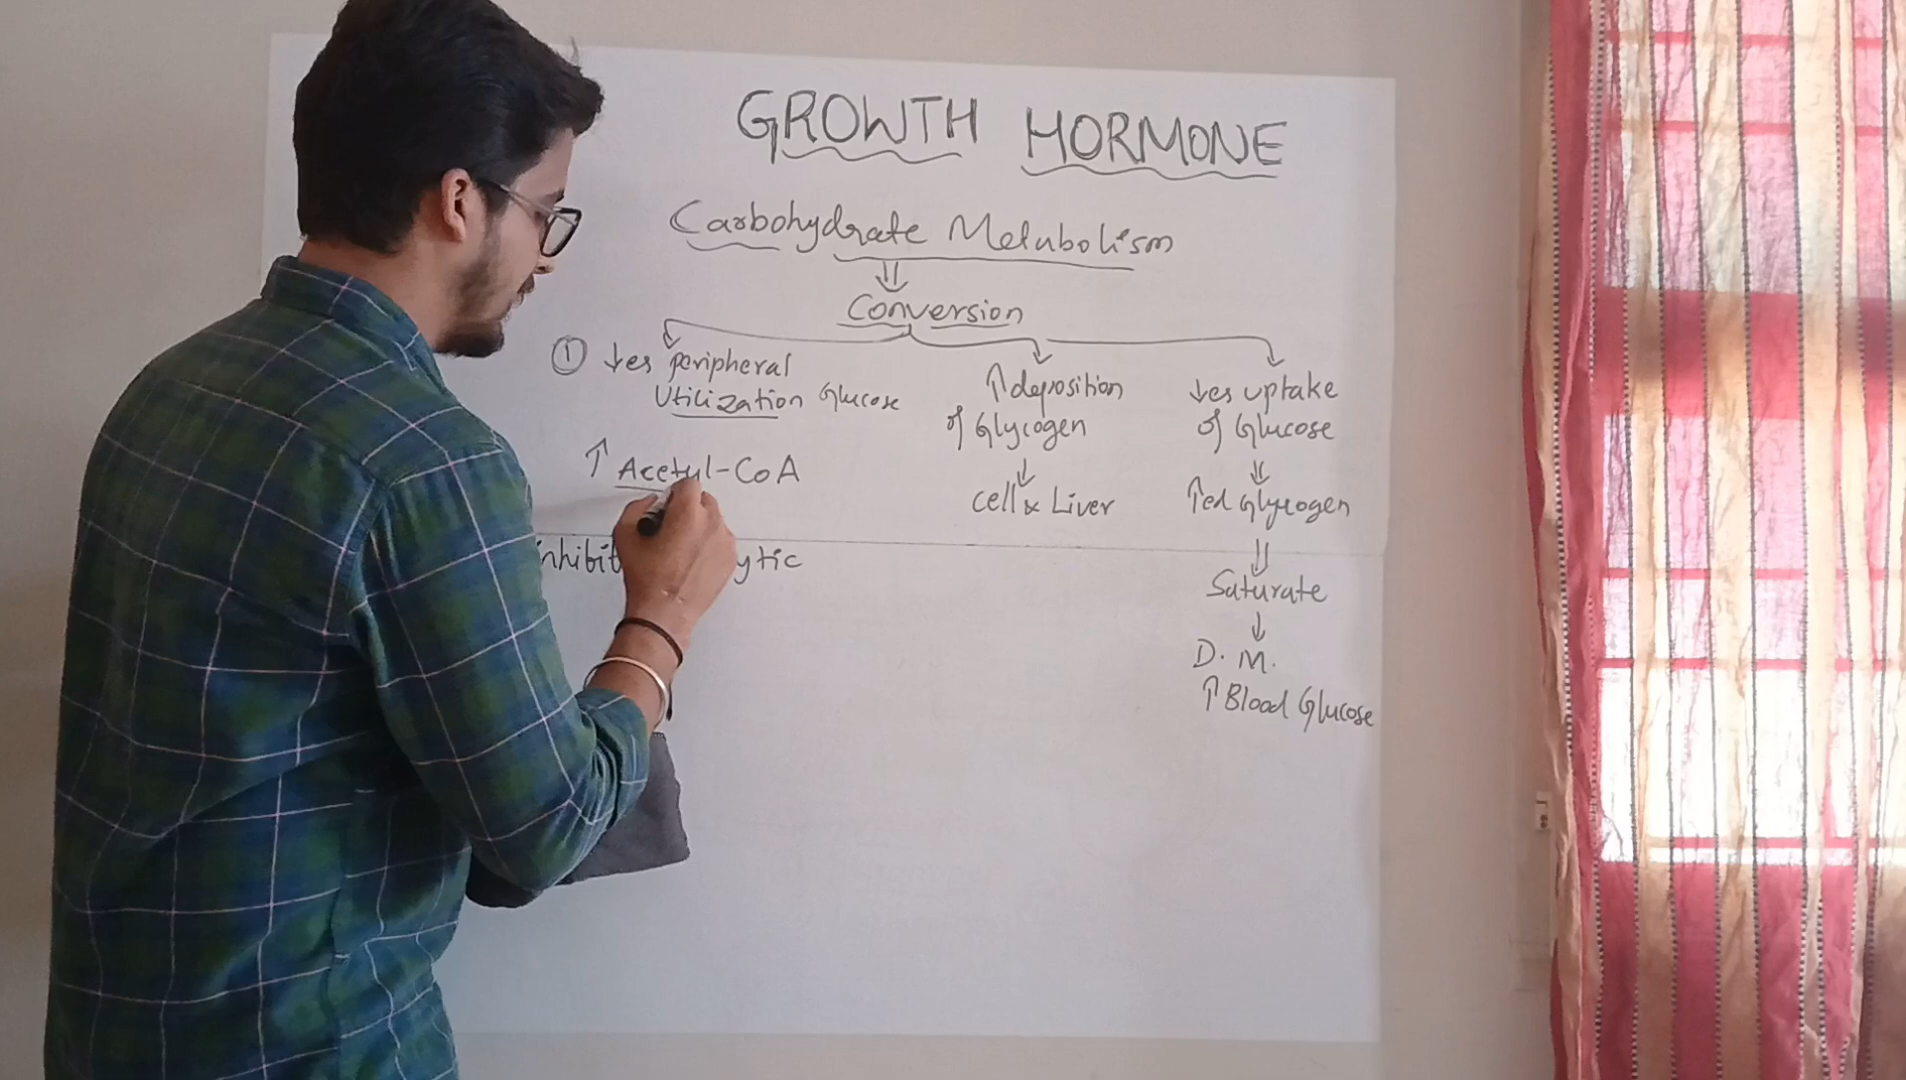 GROWTH HORMONE
Carbohydrate Metabolism
⇓
Conversion
① ↓es peripheral
Utilization Glucose
↑ Acetyl-CoA
inhibit ytic
↑deposition
of Glycogen
↓
cell & Liver
↓es uptake
of Glucose
⇓
↑ed Glycogen
⇓
Saturate
↓
D. M.
↑ Blood Glucose